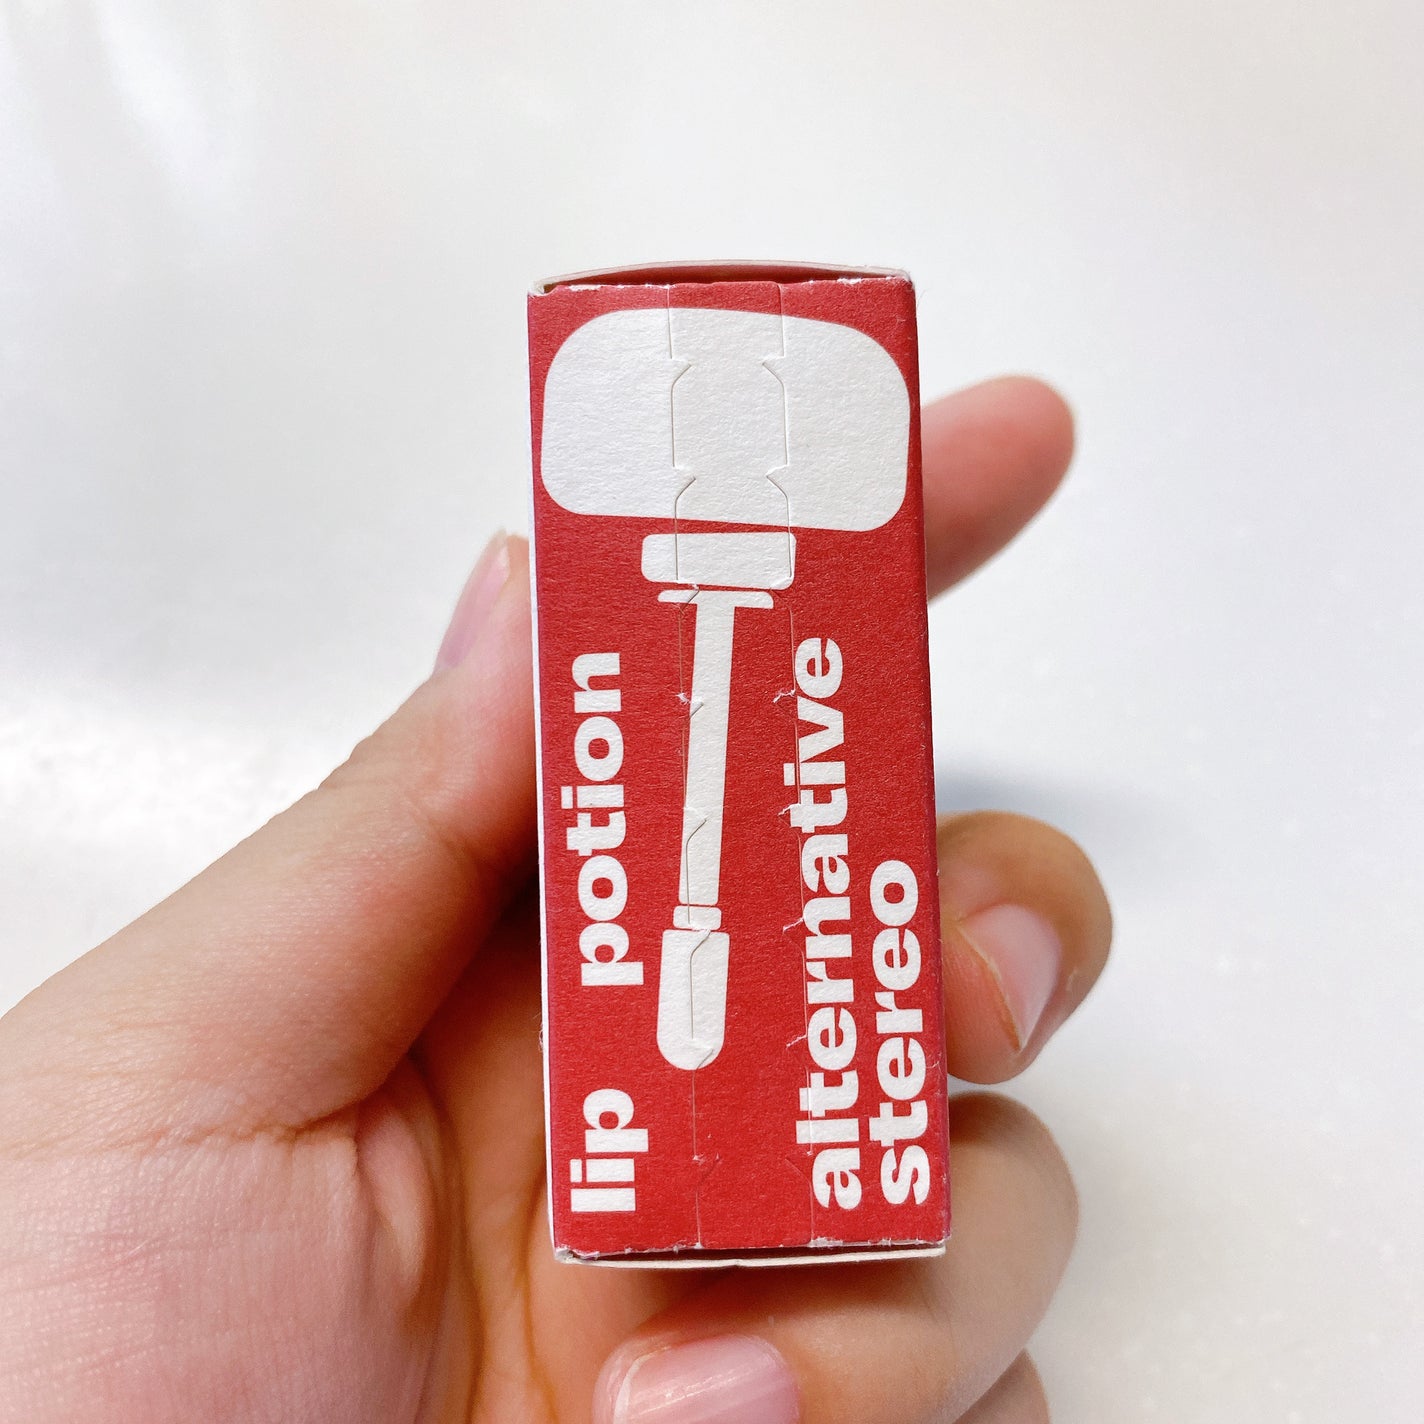 lip potion
alternative
stereo